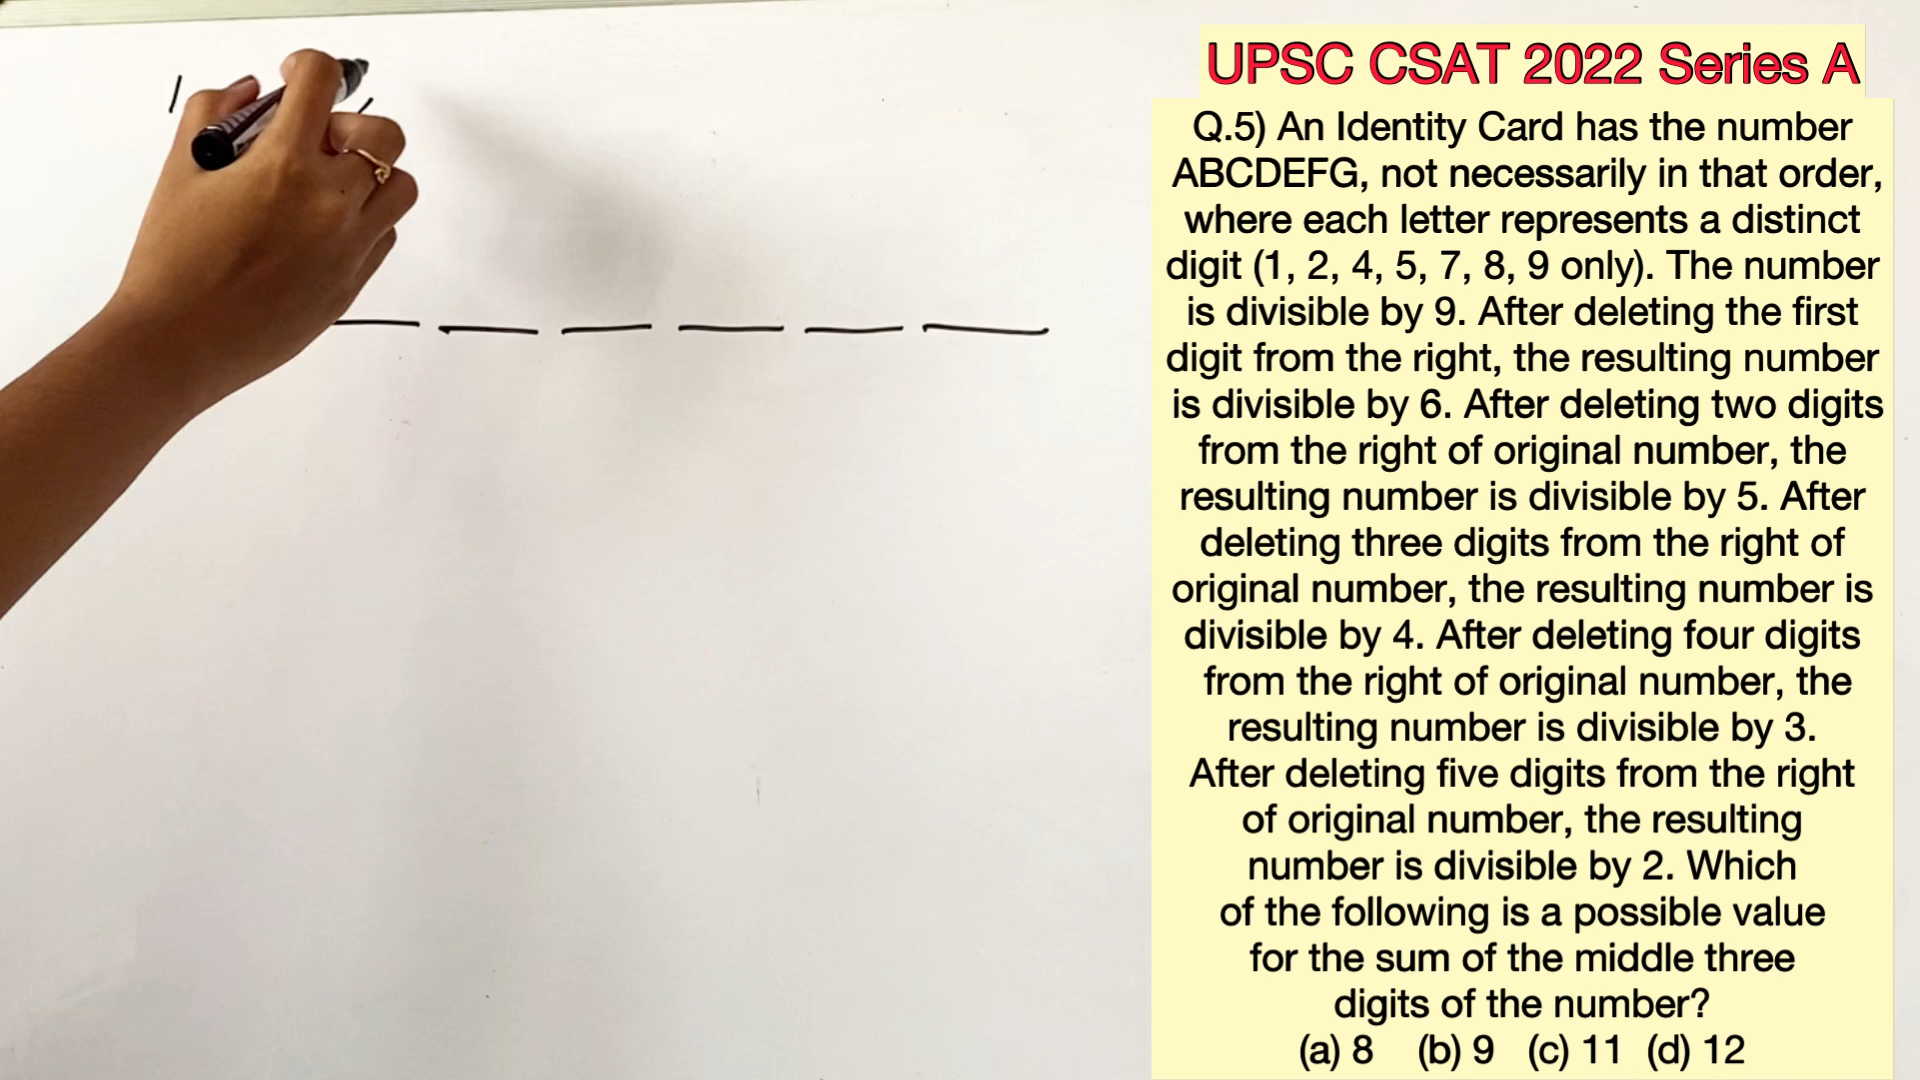 UPSC CSAT 2022 Series A
Q.5) An Identity Card has the number
ABCDEFG, not necessarily in that order,
where each letter represents a distinct
digit (1, 2, 4, 5, 7, 8, 9 only). The number
is divisible by 9. After deleting the first
digit from the right, the resulting number
is divisible by 6. After deleting two digits
from the right of original number, the
resulting number is divisible by 5. After
deleting three digits from the right of
original number, the resulting number is
divisible by 4. After deleting four digits
from the right of original number, the
resulting number is divisible by 3.
After deleting five digits from the right
of original number, the resulting
number is divisible by 2. Which
of the following is a possible value
for the sum of the middle three
digits of the number?
(a) 8 (b) 9 (c) 11 (d) 12